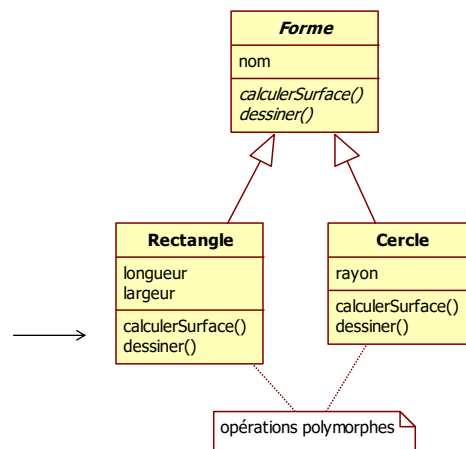 Forme
nom
calculerSurface()
dessiner()
Rectangle
longueur
largeur
calculerSurface()
dessiner()
Cercle
rayon
calculerSurface()
dessiner()
opérations polymorphes